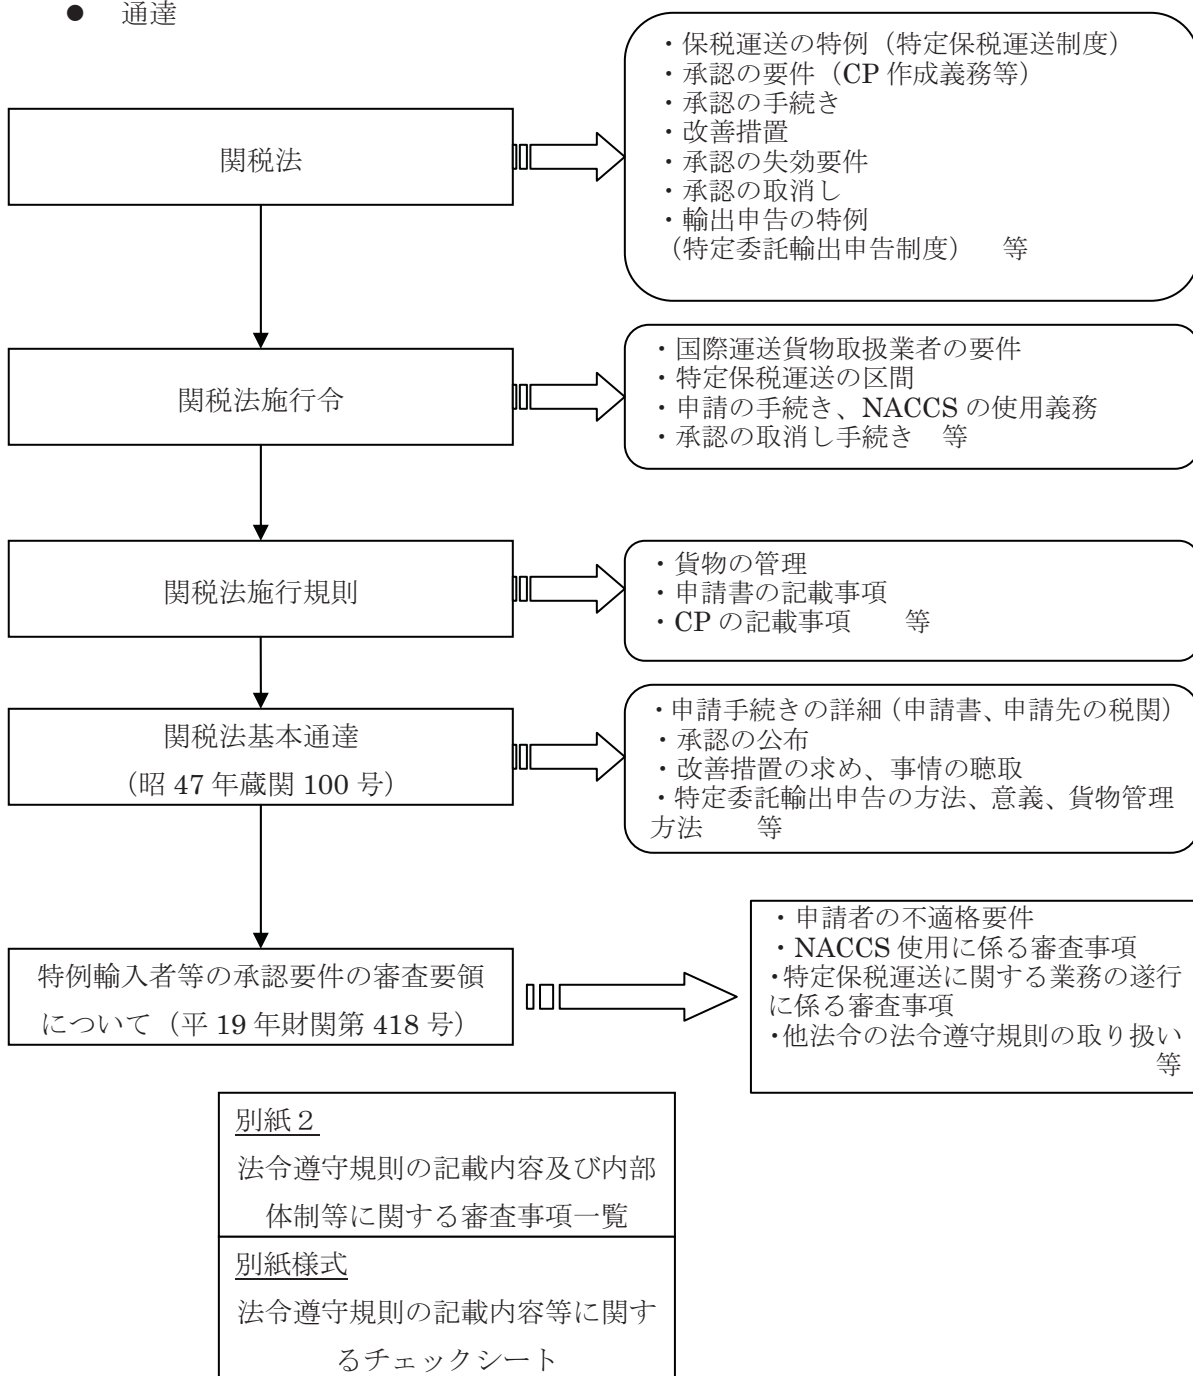 ● 通達
・保税運送の特例（特定保税運送制度）
・承認の要件（CP 作成義務等）
・承認の手続き
・改善措置
・承認の失効要件
・承認の取消し
・輸出申告の特例
（特定委託輸出申告制度）　等
関税法
・国際運送貨物取扱業者の要件
・特定保税運送の区間
・申請の手続き、NACCS の使用義務
・承認の取消し手続き　等
関税法施行令
・貨物の管理
・申請書の記載事項
・CP の記載事項　　等
関税法施行規則
・申請手続きの詳細（申請書、申請先の税関）
・承認の公布
・改善措置の求め、事情の聴取
・特定委託輸出申告の方法、意義、貨物管理
方法　　等
関税法基本通達
（昭 47 年蔵関 100 号）
・申請者の不適格要件
・NACCS 使用に係る審査事項
・特定保税運送に関する業務の遂行
に係る審査事項
・他法令の法令遵守規則の取り扱い
等
特例輸入者等の承認要件の審査要領
について（平 19 年財関第 418 号）
別紙２
法令遵守規則の記載内容及び内部
体制等に関する審査事項一覧
別紙様式
法令遵守規則の記載内容等に関す
るチェックシート